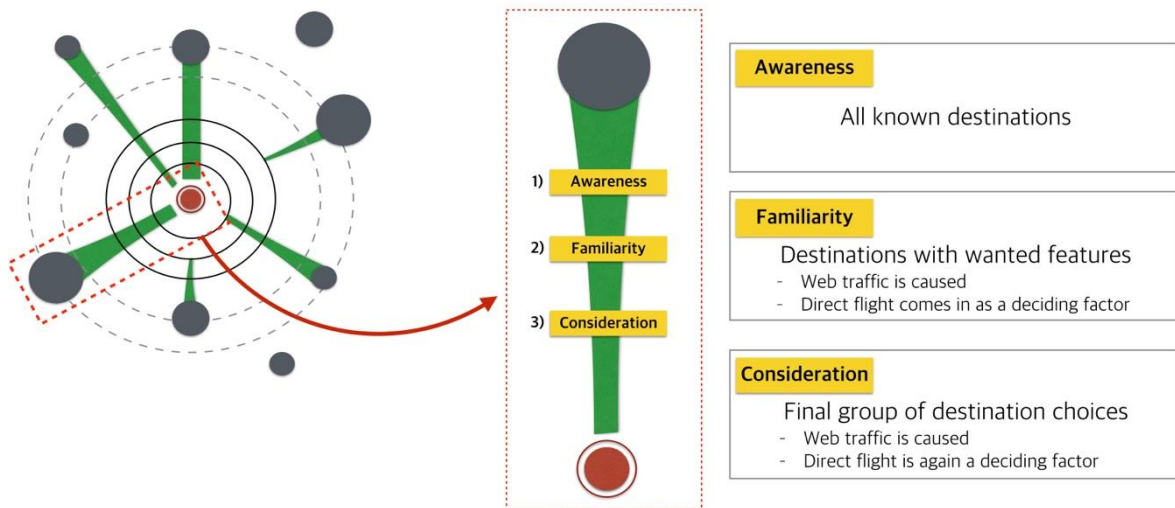 1) Awareness
2) Familiarity
3) Consideration
Awareness
All known destinations
Familiarity
Destinations with wanted features
- Web traffic is caused
- Direct flight comes in as a deciding factor
Consideration
Final group of destination choices
- Web traffic is caused
- Direct flight is again a deciding factor